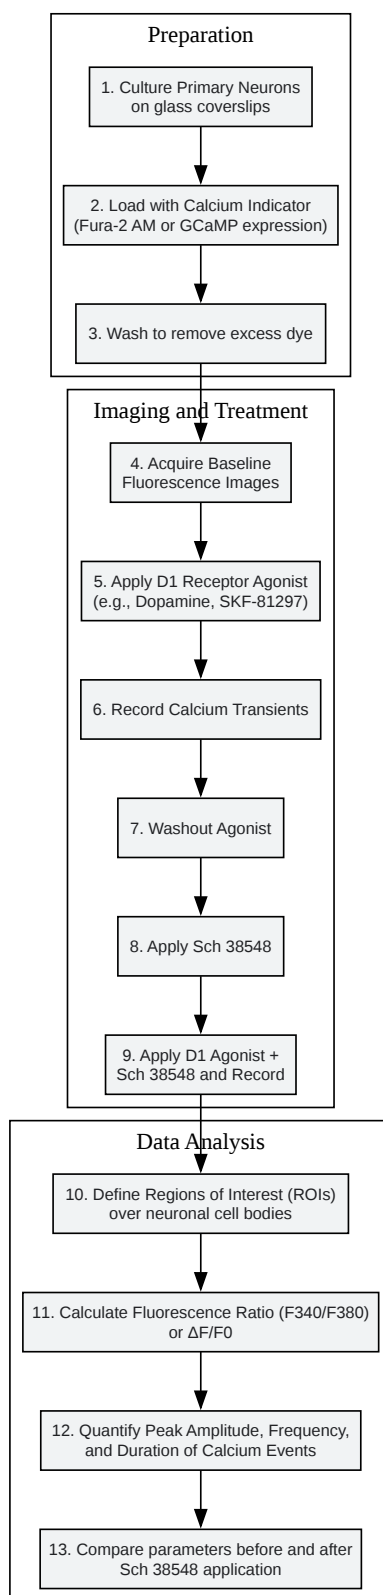 Preparation
1. Culture Primary Neurons
on glass coverslips
2. Load with Calcium Indicator
(Fura-2 AM or GCaMP expression)
3. Wash to remove excess dye
Imaging and Treatment
4. Acquire Baseline
Fluorescence Images
5. Apply D1 Receptor Agonist
(e.g., Dopamine, SKF-81297)
6. Record Calcium Transients
7. Washout Agonist
8. Apply Sch 38548
9. Apply D1 Agonist +
Sch 38548 and Record
Data Analysis
10. Define Regions of Interest (ROIs)
over neuronal cell bodies
11. Calculate Fluorescence Ratio (F340/F380)
or ΔF/F0
12. Quantify Peak Amplitude, Frequency,
and Duration of Calcium Events
13. Compare parameters before and after
Sch 38548 application